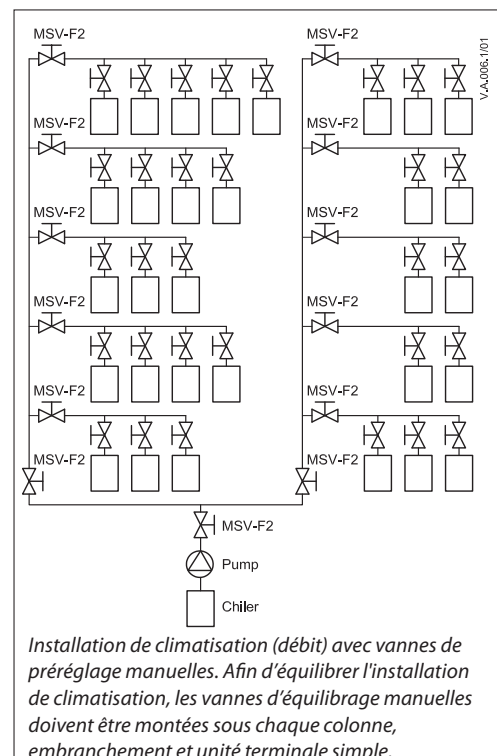 MSV-F2 MSV-F2
V.A.006.1/01
MSV-F2 MSV-F2
MSV-F2 MSV-F2
MSV-F2 MSV-F2
MSV-F2 MSV-F2
MSV-F2 MSV-F2
MSV-F2
Pump
Chiler
Installation de climatisation (débit) avec vannes de
préréglage manuelles. Afin d’équilibrer l'installation
de climatisation, les vannes d’équilibrage manuelles
doivent être montées sous chaque colonne,
embranchement et unité terminale simple.